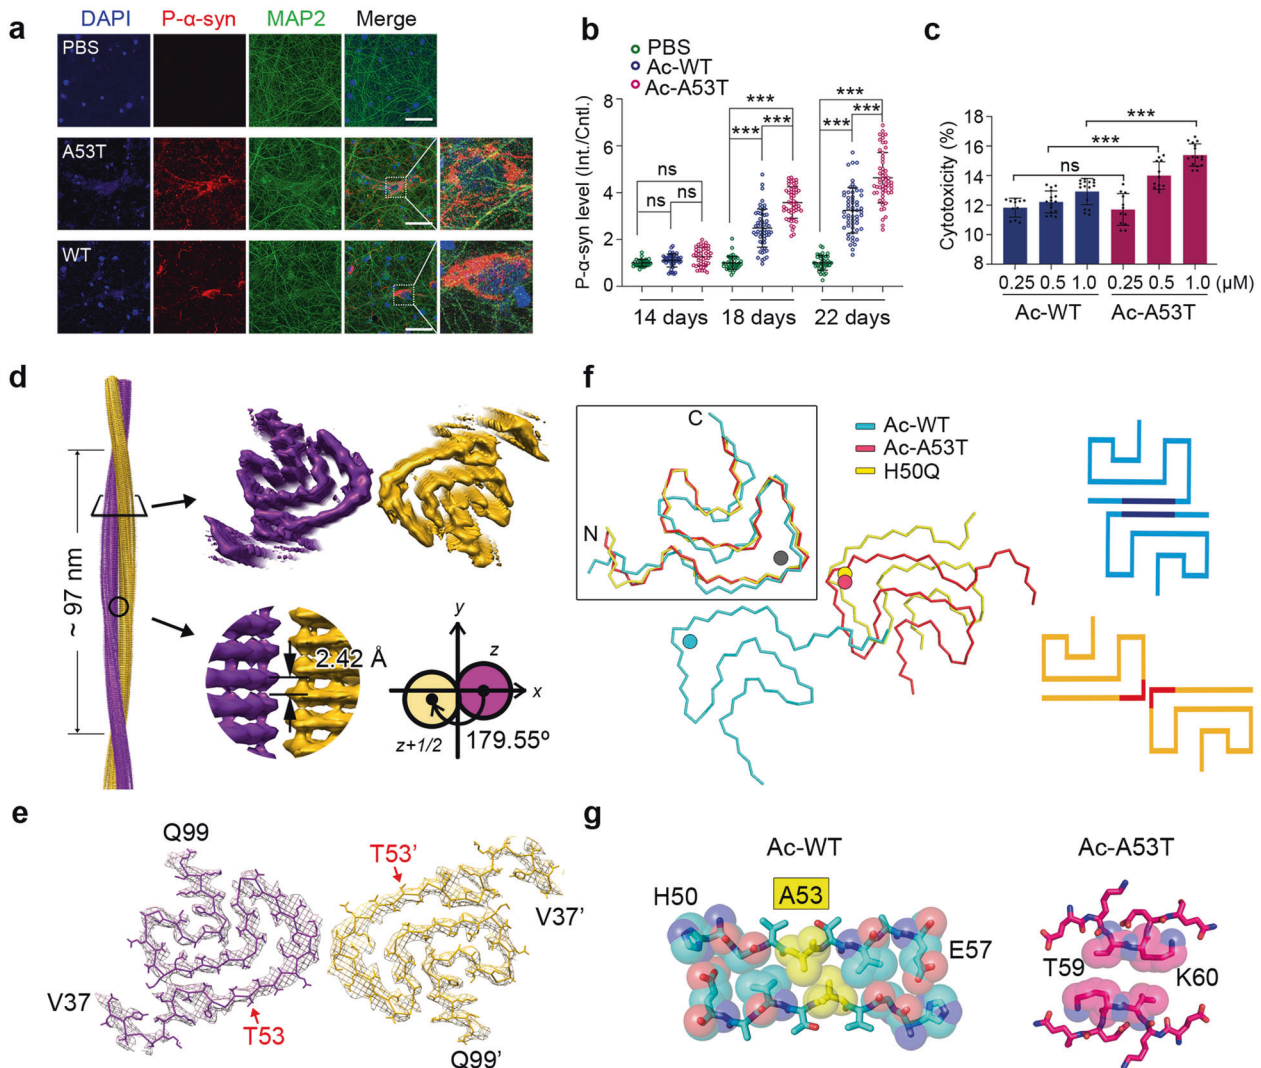 a
DAPI P-α-syn MAP2 Merge
PBS
A53T
WT
b
PBS
Ac-WT
Ac-A53T
P-α-syn level (Int./Cntl.)
8
6
4
2
0
ns
ns ns
***
*** ***
***
*** ***
14 days 18 days 22 days
c
Cytotoxicity (%)
18
16
14
12
10
8
ns
***
***
0.25 0.5 1.0 0.25 0.5 1.0 (μM)
Ac-WT Ac-A53T
d
~ 97 nm
2.42 Å
y
z
x
z+1/2
179.55º
e
Q99
T53'
V37'
V37
T53
Q99'
f
C
N
Ac-WT
Ac-A53T
H50Q
g
Ac-WT
Ac-A53T
H50
A53
E57
T59
K60